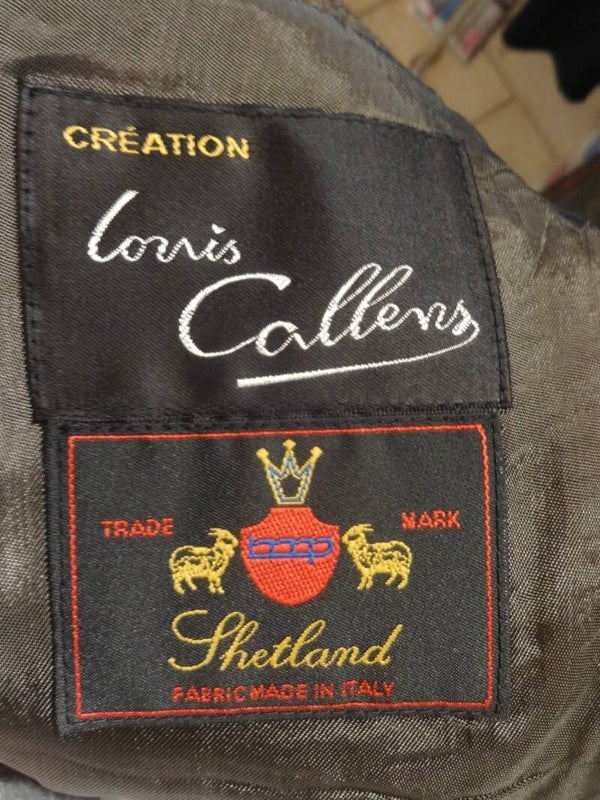 CRÉATION
Louis
Callens
TRADE MARK
Shetland
FABRIC MADE IN ITALY